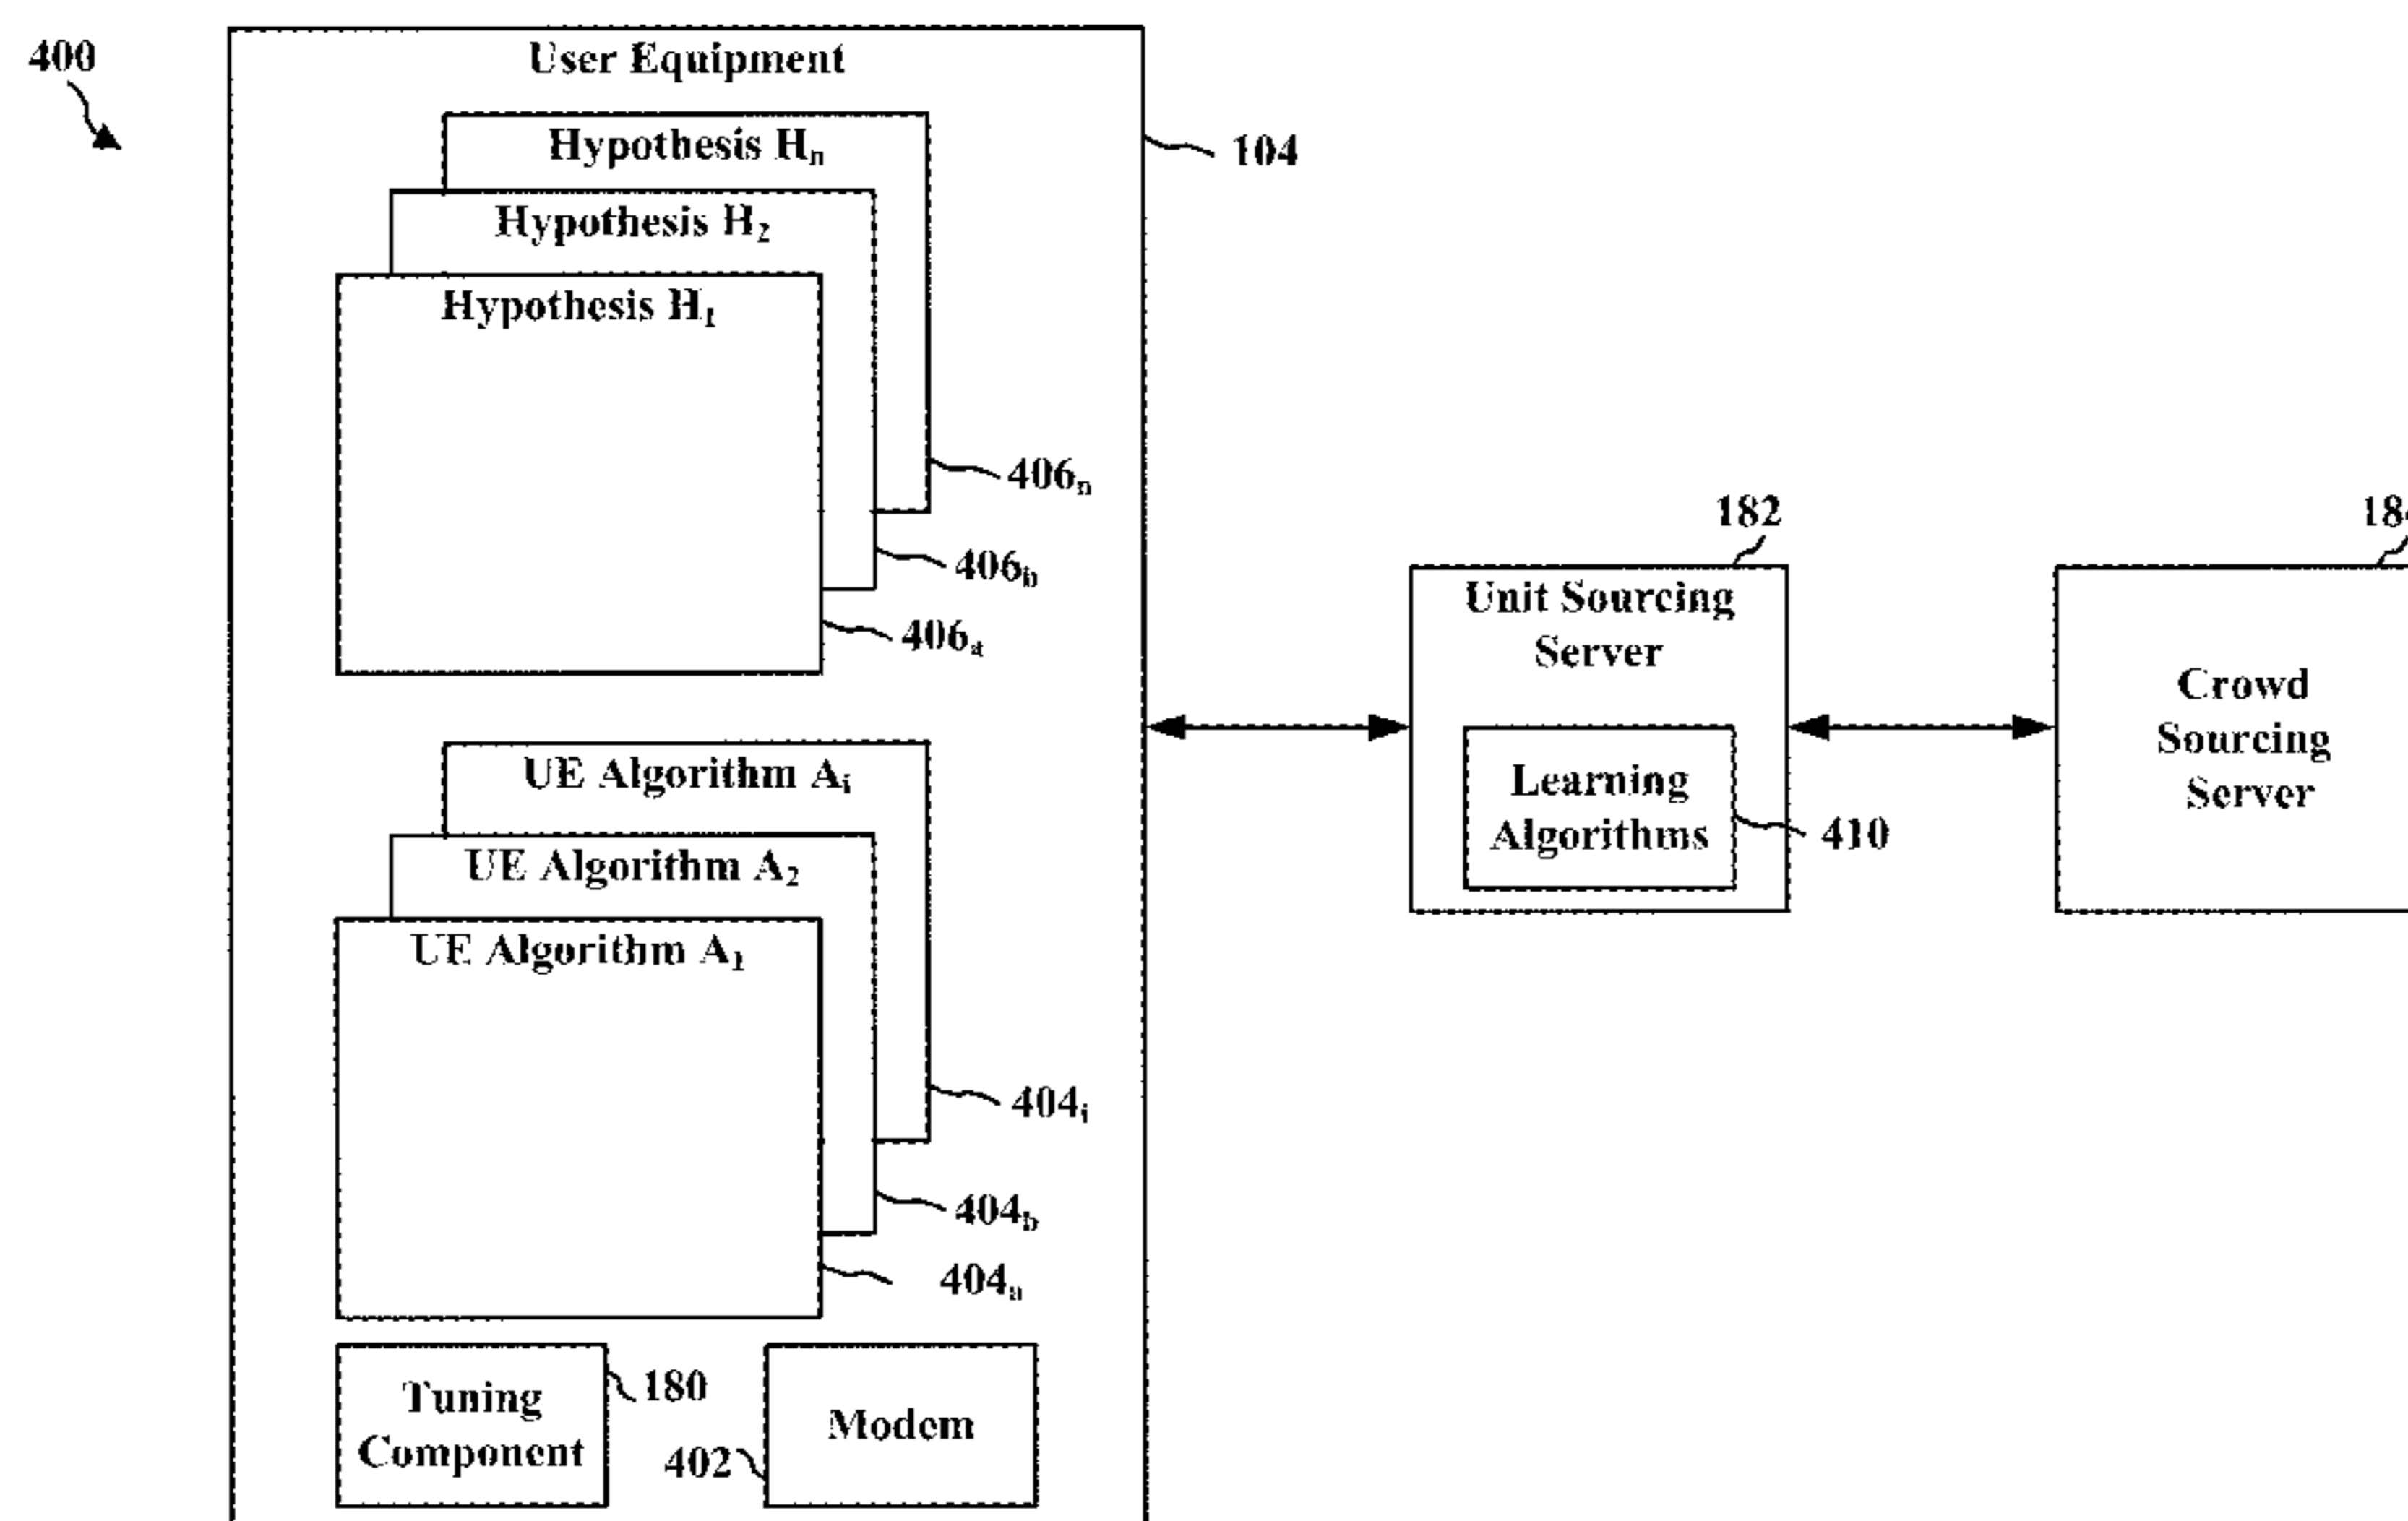 400
User Equipment
Hypothesis Hn
104
Hypothesis H2
Hypothesis H1
406n
406b
406a
182
Unit Sourcing
Server
Learning
Algorithms
410
Crowd
Sourcing
Server
UE Algorithm Ai
UE Algorithm A2
UE Algorithm A1
404i
404b
404a
Tuning
Component
180
402
Modem